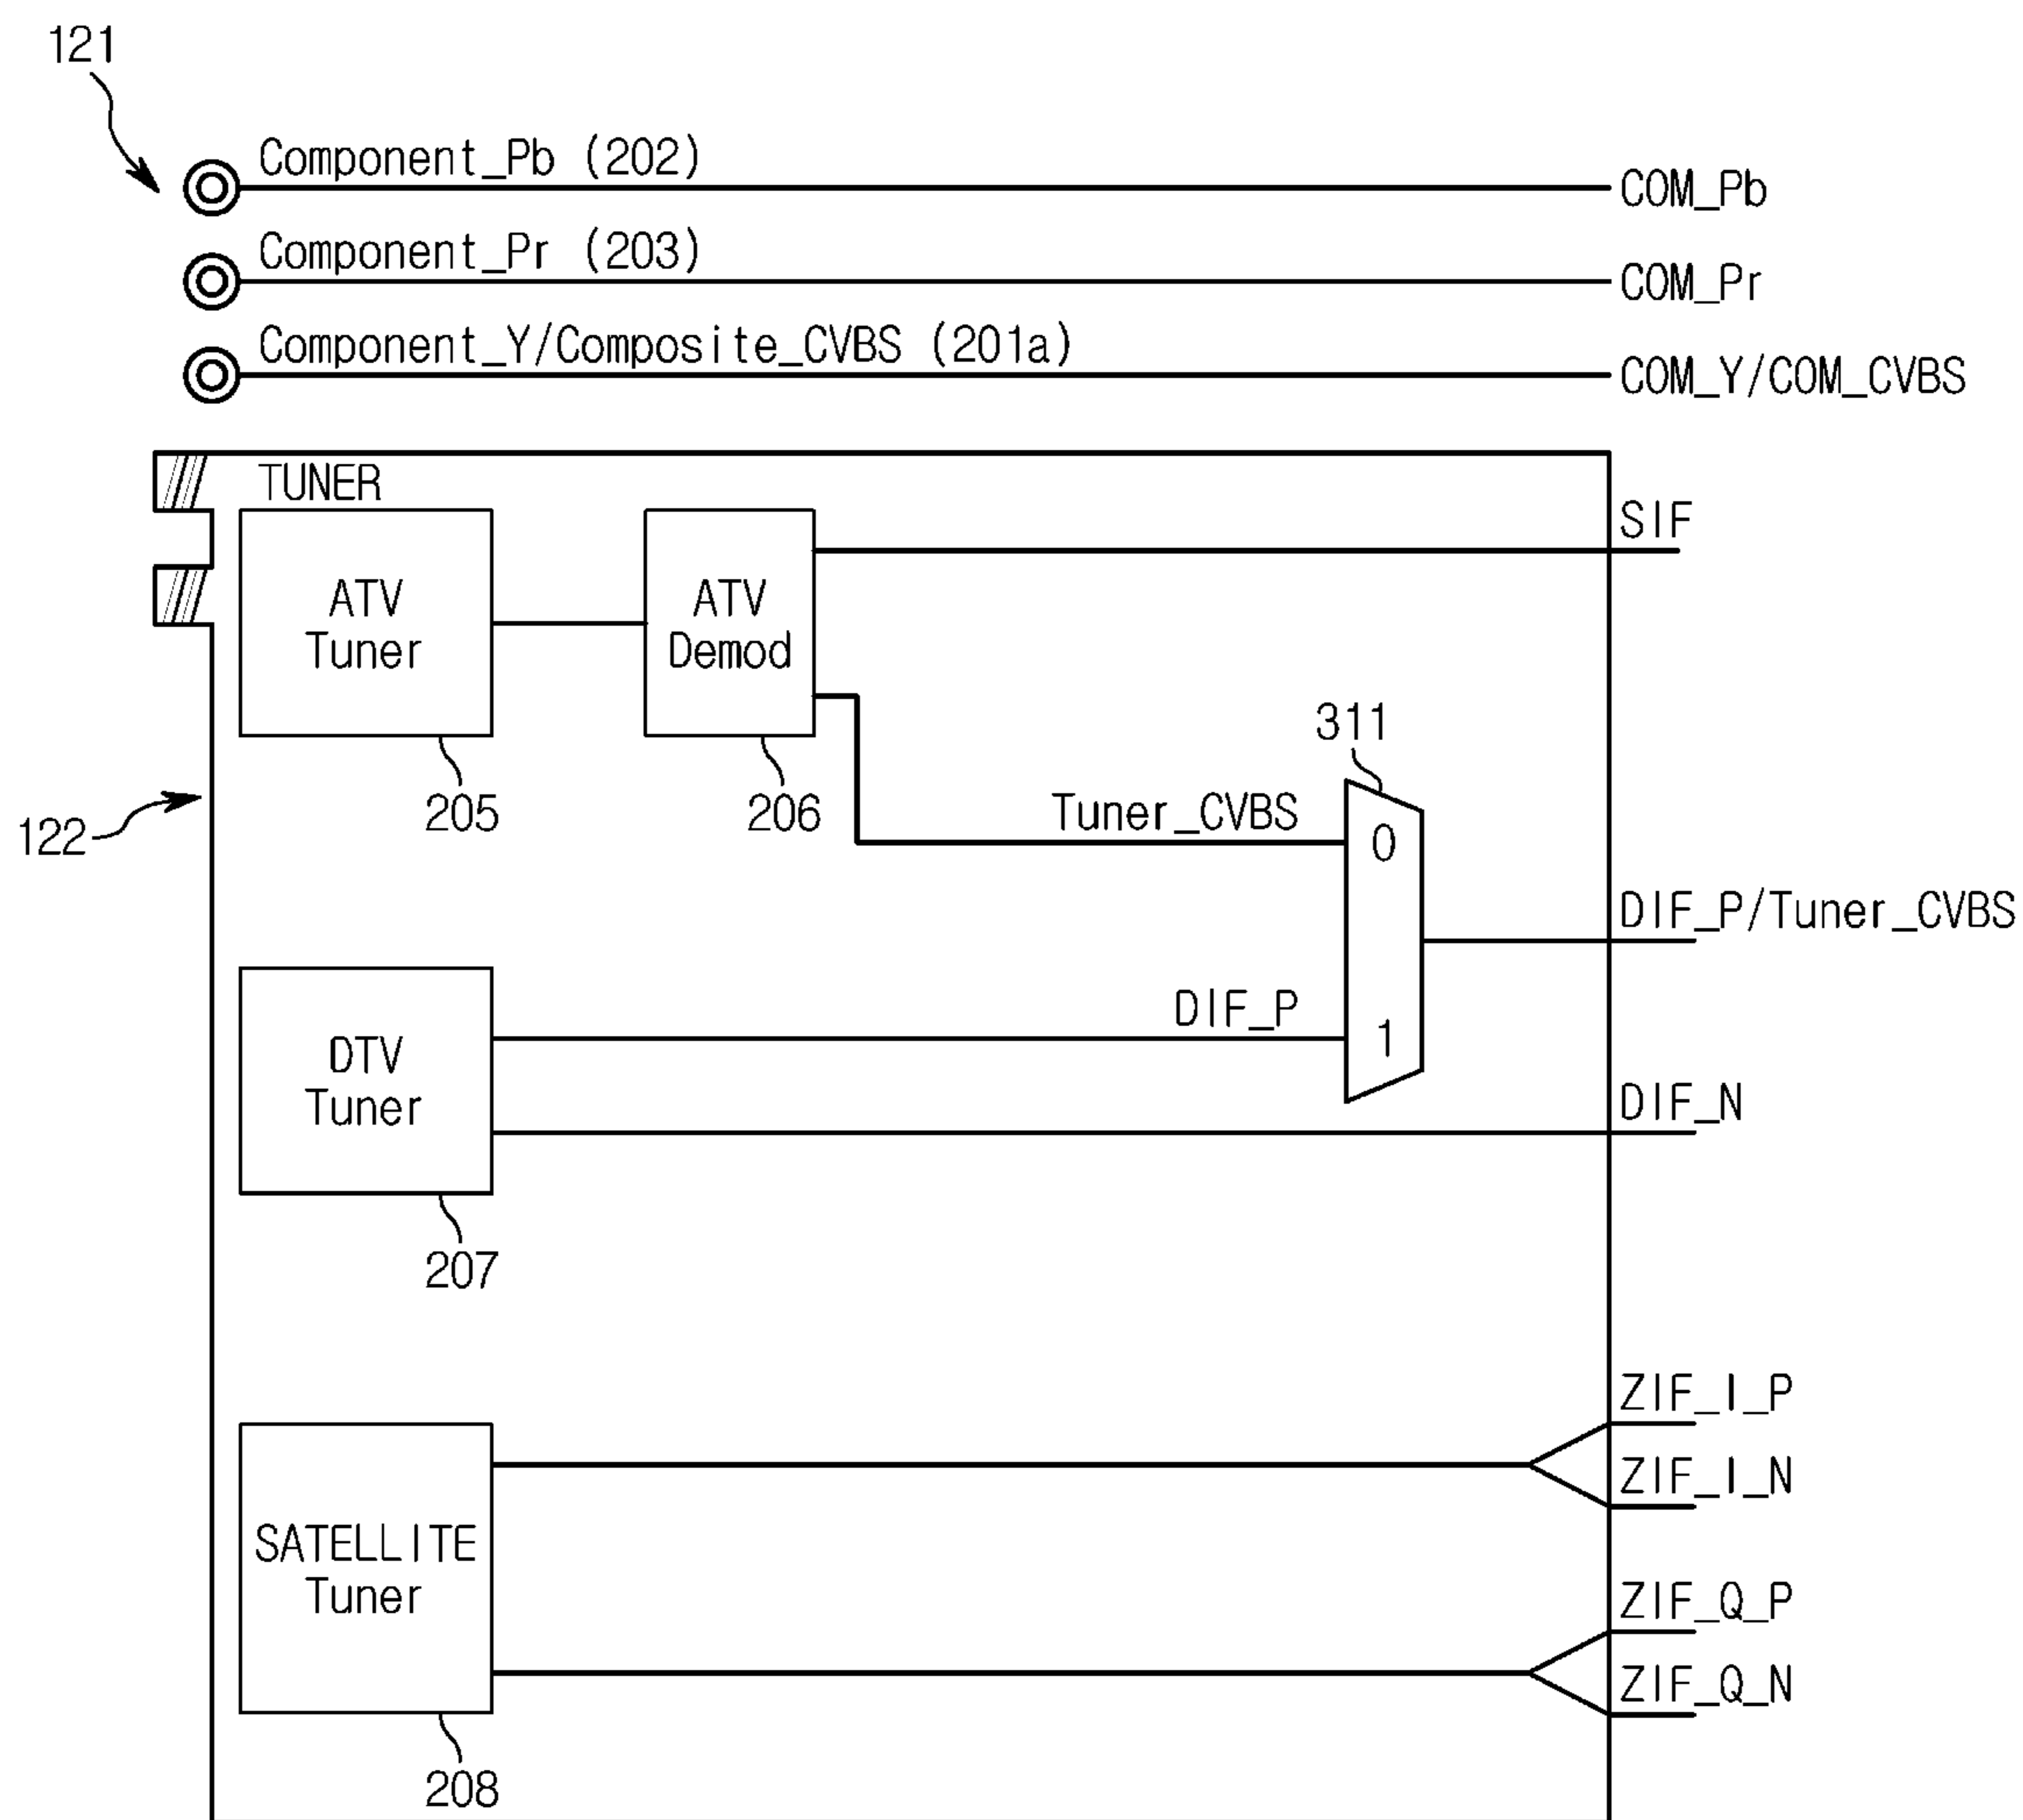 121
Component_Pb (202)
COM_Pb
Component_Pr (203)
COM_Pr
Component_Y/Composite_CVBS (201a)
COM_Y/COM_CVBS
TUNER
SIF
ATV
Tuner
ATV
Demod
205
206
122
311
Tuner_CVBS
0
DIF_P/Tuner_CVBS
DIF_P
1
DTV
Tuner
DIF_N
207
ZIF_I_P
ZIF_I_N
SATELLITE
Tuner
ZIF_Q_P
ZIF_Q_N
208